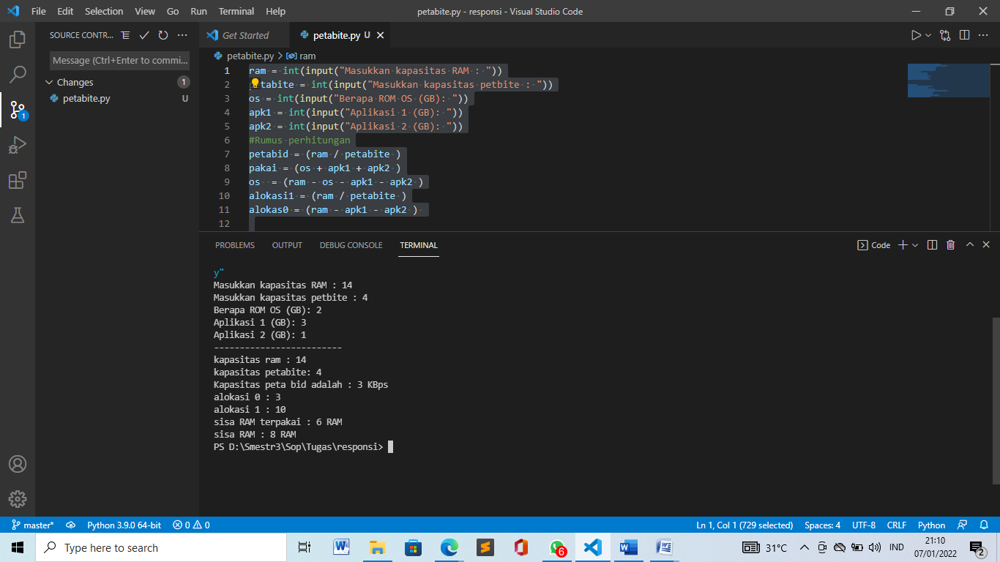 File Edit Selection View Go Run Terminal Help
petabite.py - responsi - Visual Studio Code
SOURCE CONTR...
Message (Ctrl+Enter to commi...
Changes 1
petabite.py U
1
Get Started
petabite.py U
petabite.py > ram
1 ram = int(input("Masukkan kapasitas RAM : "))
2 tabite = int(input("Masukkan kapasitas petbite : "))
3 os = int(input("Berapa ROM OS (GB): "))
4 apk1 = int(input("Aplikasi 1 (GB): "))
5 apk2 = int(input("Aplikasi 2 (GB): "))
6 #Rumus perhitungan
7 petabid = (ram / petabite )
8 pakai = (os + apk1 + apk2 )
9 os  = (ram - os - apk1 - apk2 )
10 alokasi1 = (ram / petabite )
11 alokas0 = (ram - apk1 - apk2 )
12
PROBLEMS OUTPUT DEBUG CONSOLE TERMINAL
Code
y"
Masukkan kapasitas RAM : 14
Masukkan kapasitas petbite : 4
Berapa ROM OS (GB): 2
Aplikasi 1 (GB): 3
Aplikasi 2 (GB): 1
-------------------------
kapasitas ram : 14
kapasitas petabite: 4
Kapasitas peta bid adalah : 3 KBps
alokasi 0 : 3
alokasi 1 : 10
sisa RAM terpakai : 6 RAM
sisa RAM : 8 RAM
PS D:\Smestr3\Sop\Tugas\responsi>
master* Python 3.9.0 64-bit 0 0
Ln 1, Col 1 (729 selected) Spaces: 4 UTF-8 CRLF Python
Type here to search
6
31°C
IND
21:10
07/01/2022
2